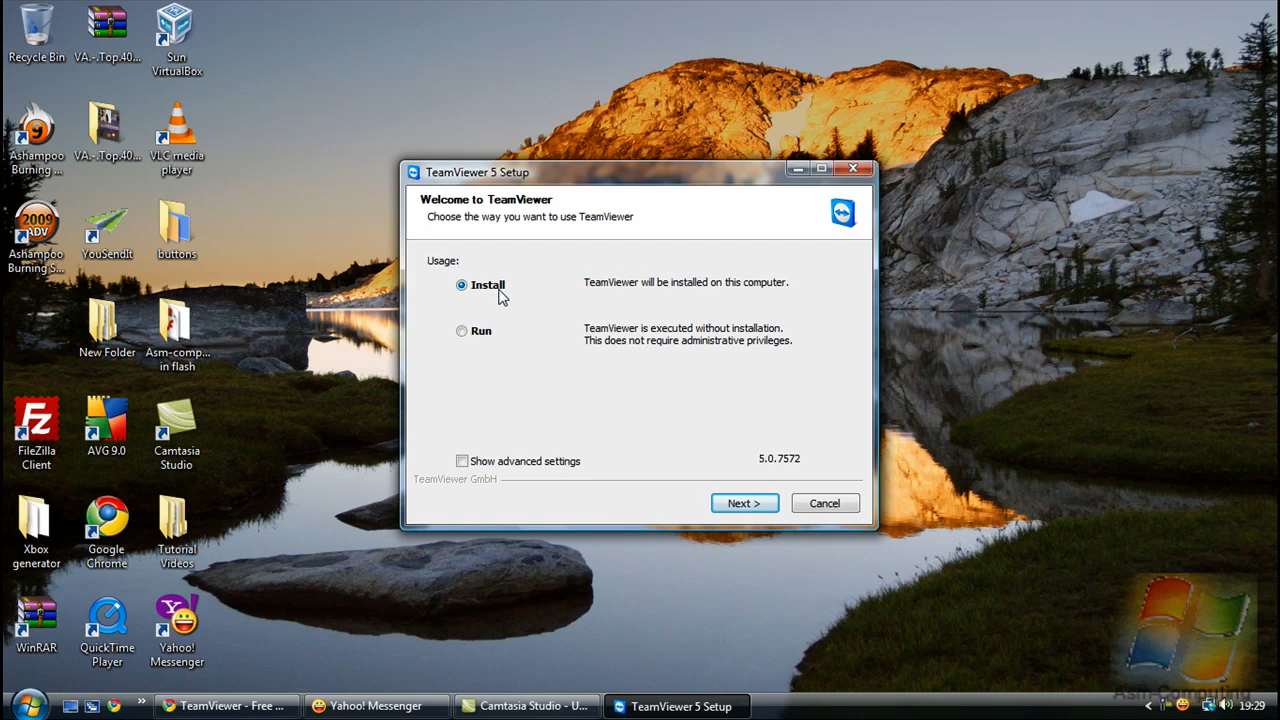 Recycle Bin
VA.-.Top.40...
Sun
VirtualBox
Ashampoo
Burning ...
VA.-.Top.40...
VLC media
player
2009
ADV
Ashampoo
Burning S...
YouSendIt
buttons
New Folder
Asm-comp...
in flash
FileZilla
Client
AVG 9.0
Camtasia
Studio
Xbox
generator
Google
Chrome
Tutorial
Videos
WinRAR
QuickTime
Player
Yahoo!
Messenger
TeamViewer 5 Setup
Welcome to TeamViewer
Choose the way you want to use TeamViewer
Usage:
Install
TeamViewer will be installed on this computer.
Run
TeamViewer is executed without installation.
This does not require administrative privileges.
Show advanced settings
5.0.7572
TeamViewer GmbH
Next >
Cancel
Asm-Computing
TeamViewer - Free ...
Yahoo! Messenger
Camtasia Studio - U...
TeamViewer 5 Setup
19:29